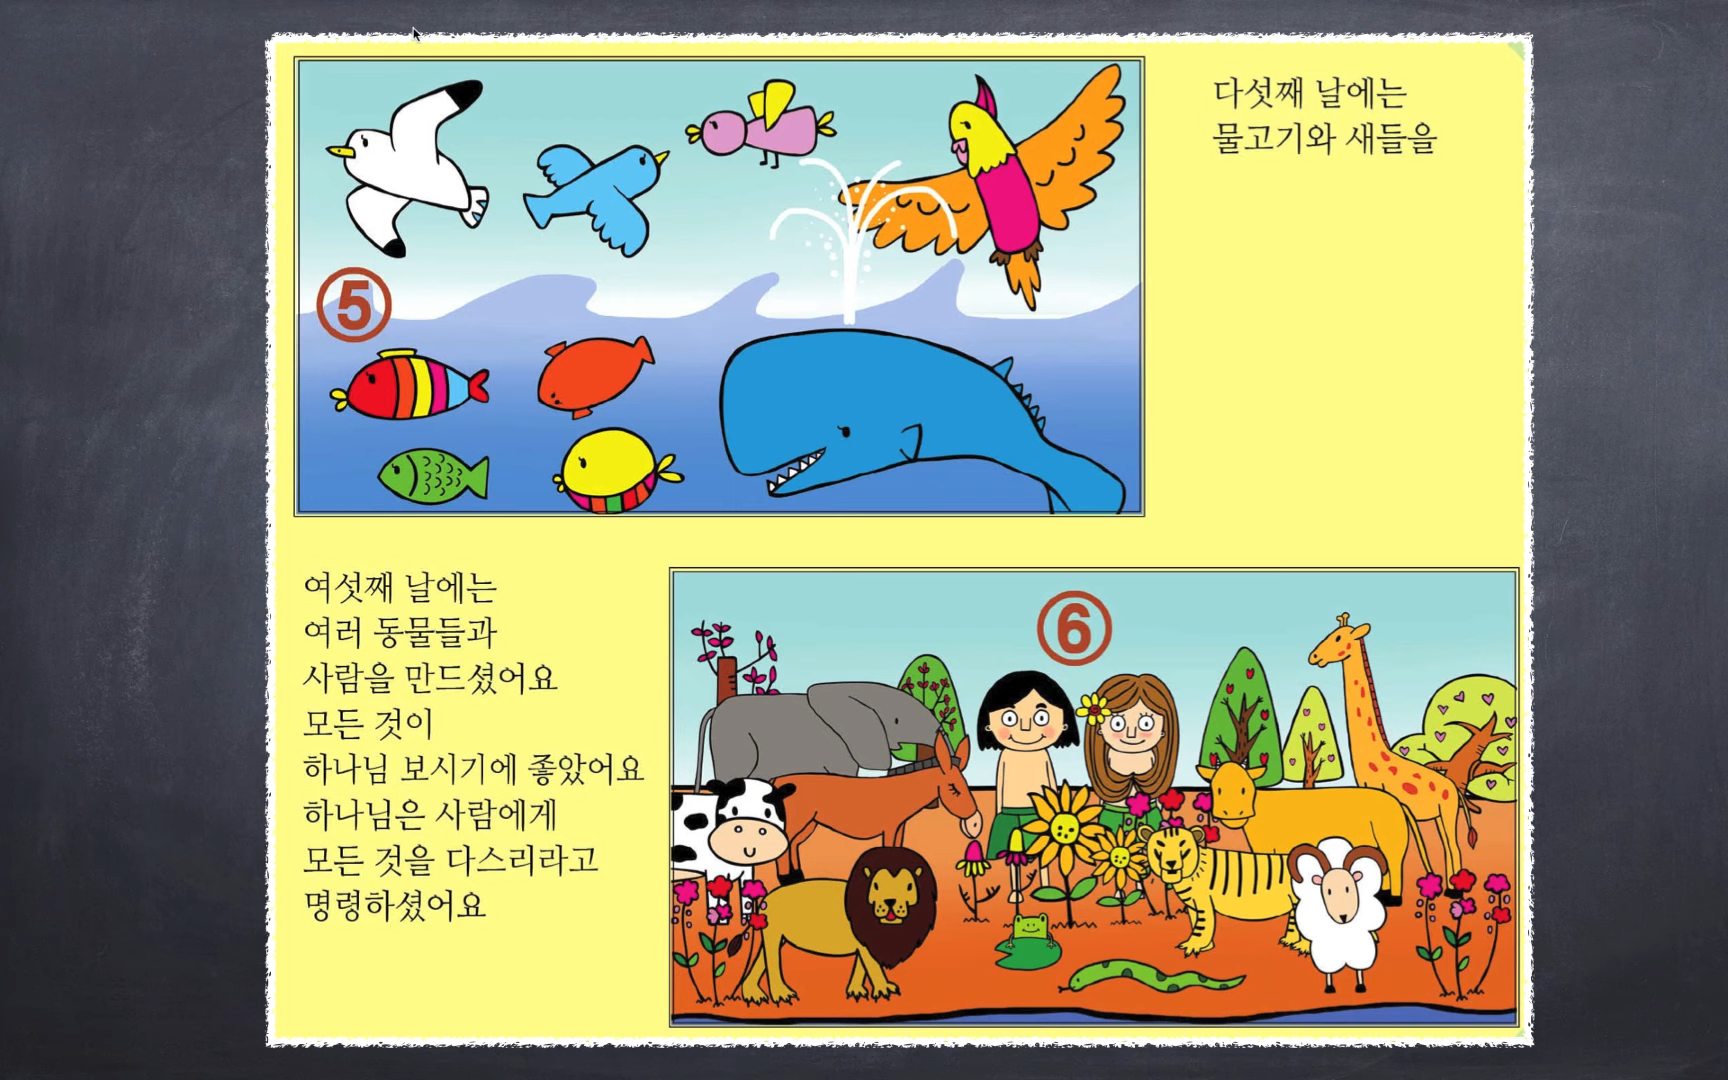 다섯째 날에는
물고기와 새들을
⑤
여섯째 날에는
여러 동물들과
사람을 만드셨어요
모든 것이
하나님 보시기에 좋았어요
하나님은 사람에게
모든 것을 다스리라고
명령하셨어요
⑥